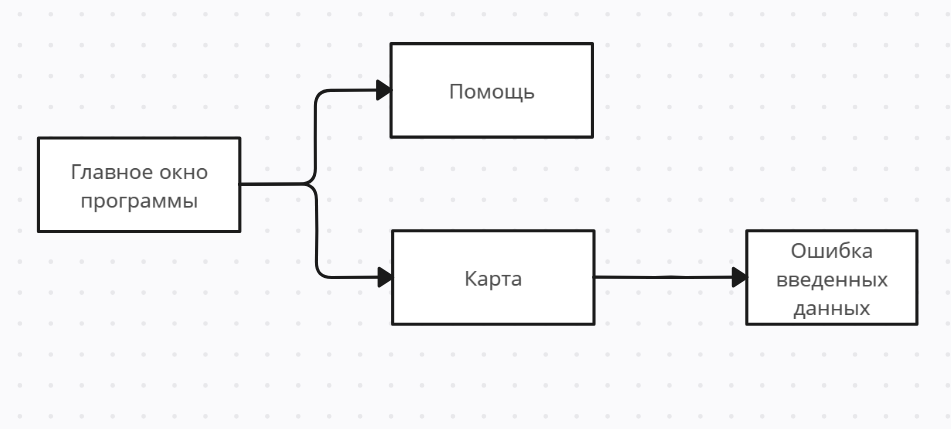 Помощь
Главное окно
программы
Карта
Ошибка
введенных
данных